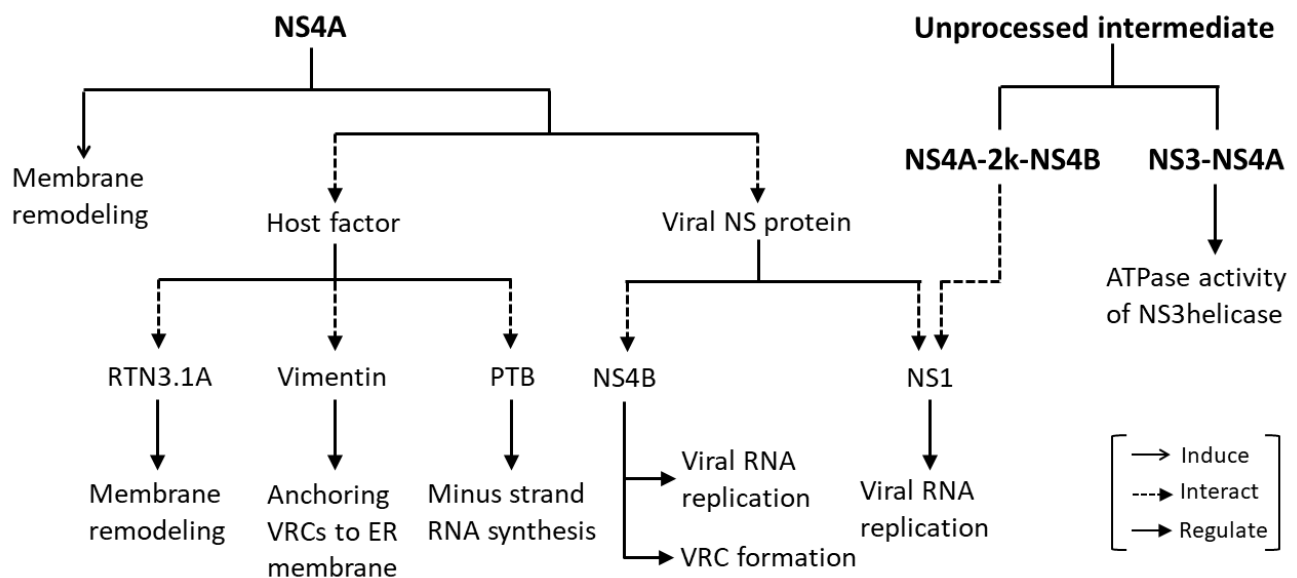 NS4A
Unprocessed intermediate
NS4A-2k-NS4B
NS3-NS4A
Membrane
remodeling
Host factor
Viral NS protein
ATPase activity
of NS3helicase
RTN3.1A
Vimentin
PTB
NS4B
NS1
Membrane
remodeling
Anchoring
VRCs to ER
membrane
Minus strand
RNA synthesis
Viral RNA
replication
VRC formation
Viral RNA
replication
Induce
Interact
Regulate